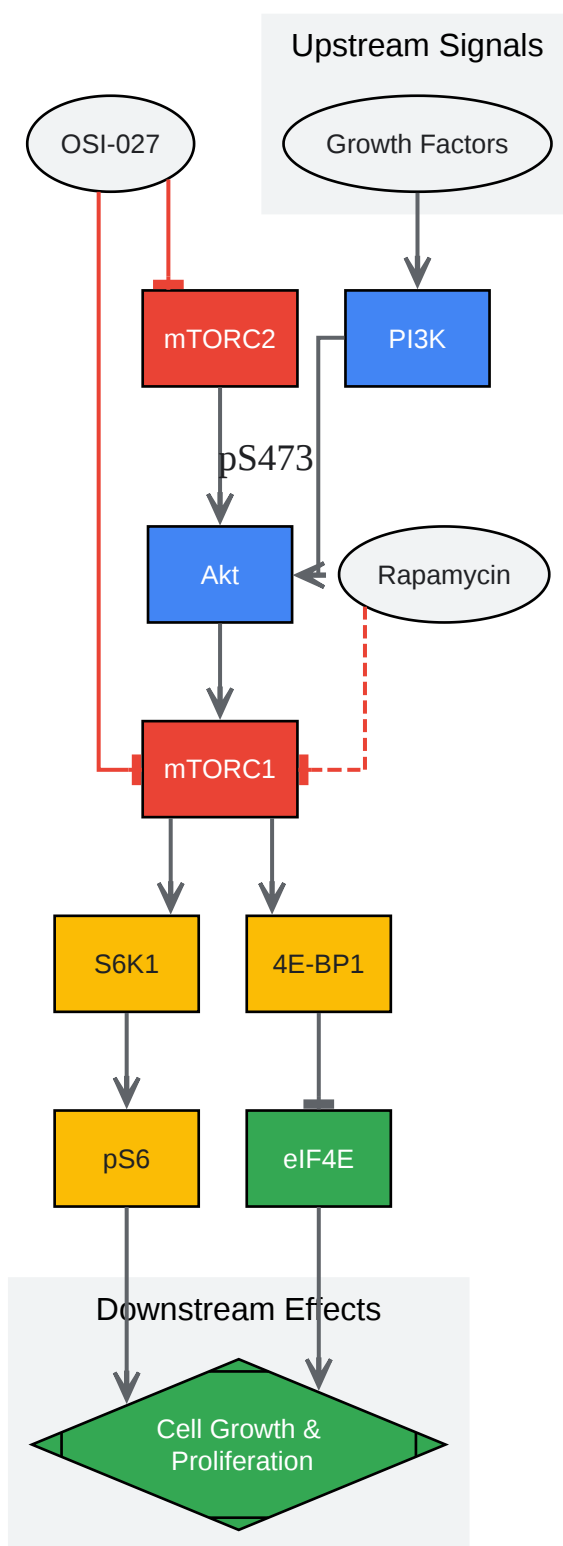 Upstream Signals
OSI-027
Growth Factors
mTORC2
PI3K
pS473
Akt
Rapamycin
mTORC1
S6K1
4E-BP1
pS6
eIF4E
Downstream Effects
Cell Growth &
Proliferation